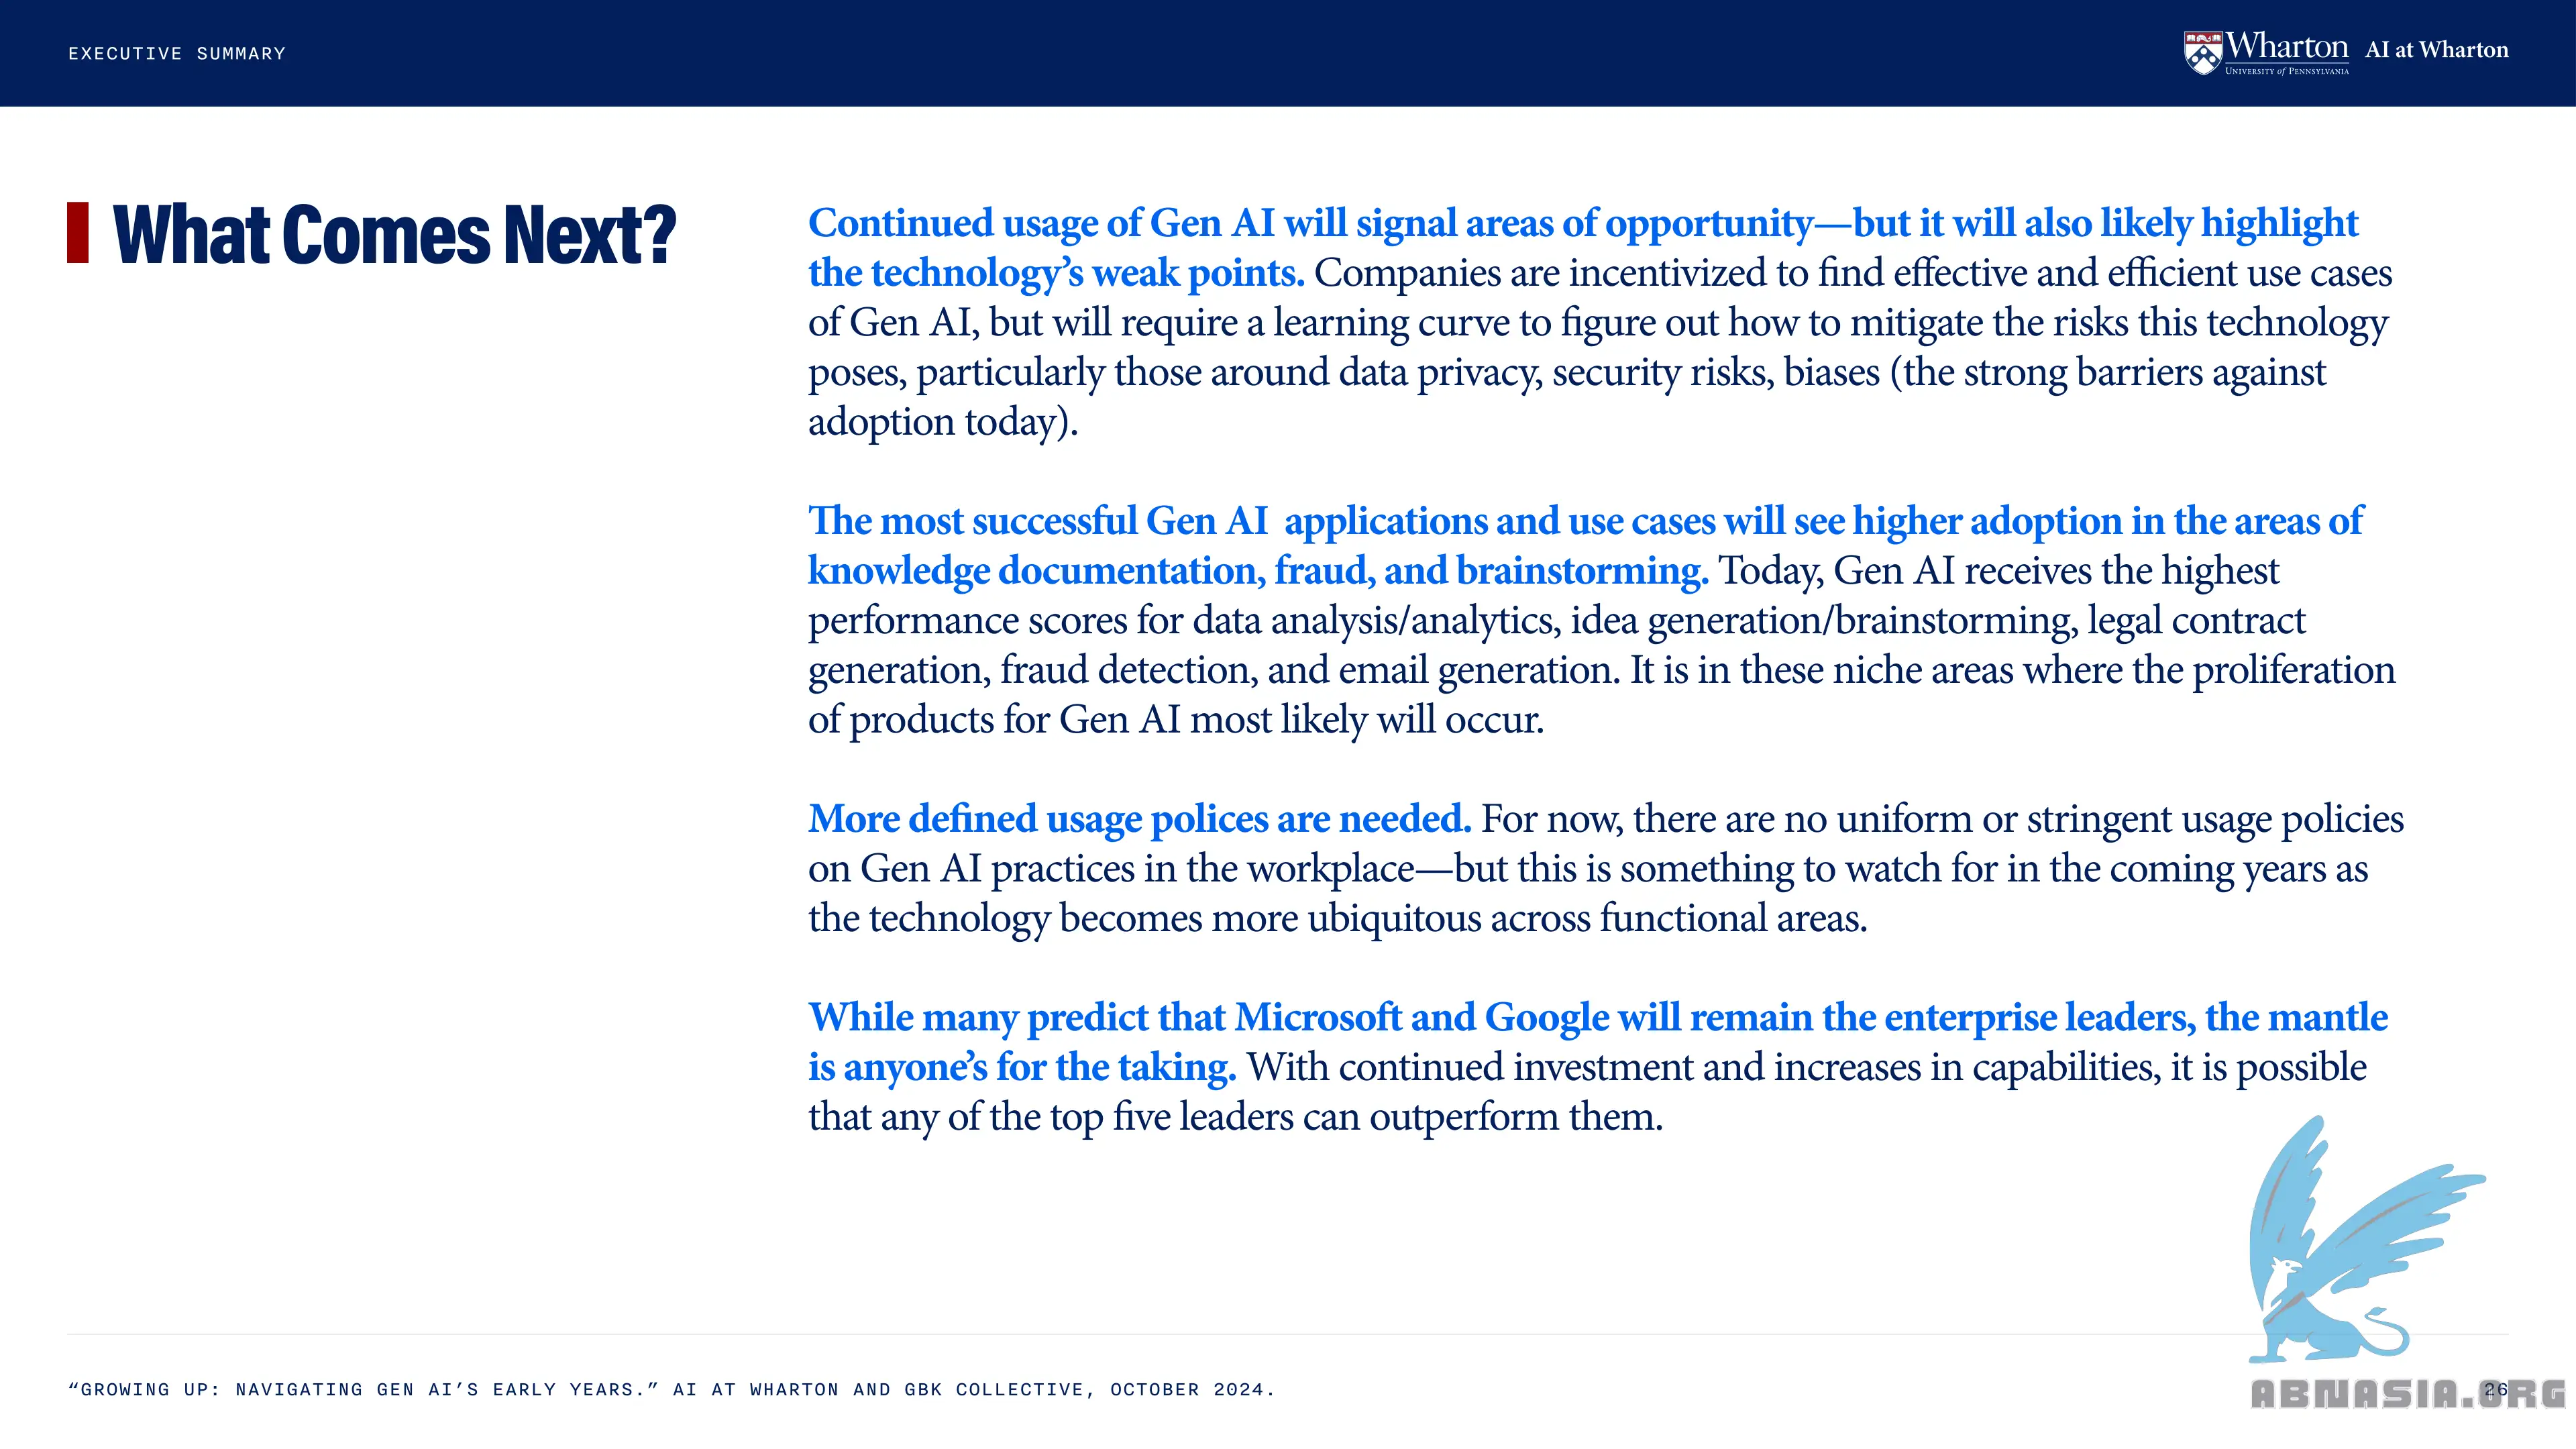 EXECUTIVE SUMMARY
Wharton
UNIVERSITY of PENNSYLVANIA
AI at Wharton
What Comes Next?
Continued usage of Gen AI will signal areas of opportunity—but it will also likely highlight
the technology’s weak points. Companies are incentivized to find effective and efficient use cases
of Gen AI, but will require a learning curve to figure out how to mitigate the risks this technology
poses, particularly those around data privacy, security risks, biases (the strong barriers against
adoption today).
The most successful Gen AI  applications and use cases will see higher adoption in the areas of
knowledge documentation, fraud, and brainstorming. Today, Gen AI receives the highest
performance scores for data analysis/analytics, idea generation/brainstorming, legal contract
generation, fraud detection, and email generation. It is in these niche areas where the proliferation
of products for Gen AI most likely will occur.
More defined usage polices are needed. For now, there are no uniform or stringent usage policies
on Gen AI practices in the workplace—but this is something to watch for in the coming years as
the technology becomes more ubiquitous across functional areas.
While many predict that Microsoft and Google will remain the enterprise leaders, the mantle
is anyone’s for the taking. With continued investment and increases in capabilities, it is possible
that any of the top five leaders can outperform them.
“GROWING UP: NAVIGATING GEN AI’S EARLY YEARS.” AI AT WHARTON AND GBK COLLECTIVE, OCTOBER 2024.
26
ABNASIA.ORG